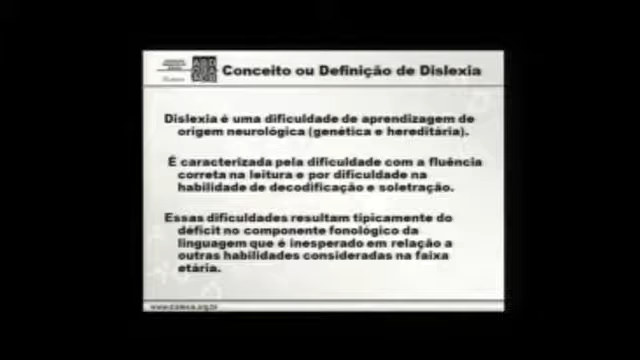 Conceito ou Definição de Dislexia
Dislexia é uma dificuldade de aprendizagem de
origem neurológica (genética e hereditária).
É caracterizada pela dificuldade com a fluência
correta na leitura e por dificuldade na
habilidade de decodificação e soletração.
Essas dificuldades resultam tipicamente do
déficit no componente fonológico da
linguagem que é inesperado em relação a
outras habilidades consideradas na faixa
etária.